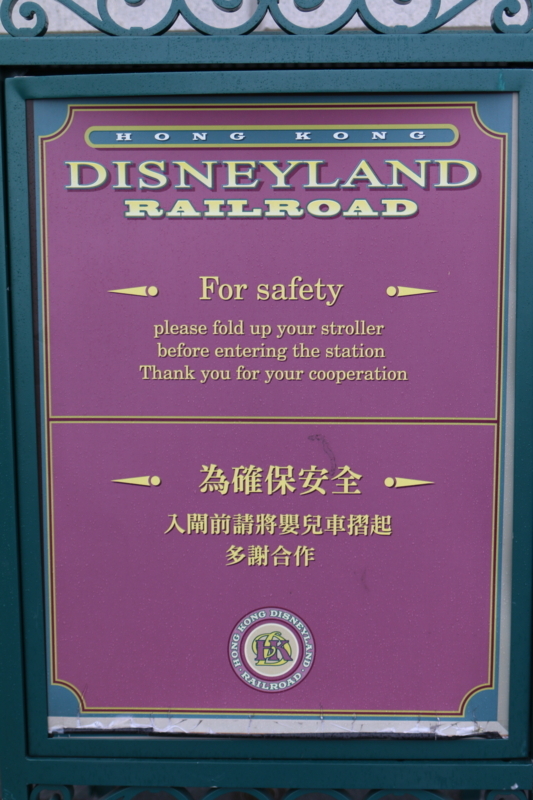 HONG KONG
DISNEYLAND
RAILROAD
For safety
please fold up your stroller
before entering the station
Thank you for your cooperation
為確保安全
入閘前請將嬰兒車摺起
多謝合作
HONG KONG DISNEYLAND
HK
· RAILROAD ·